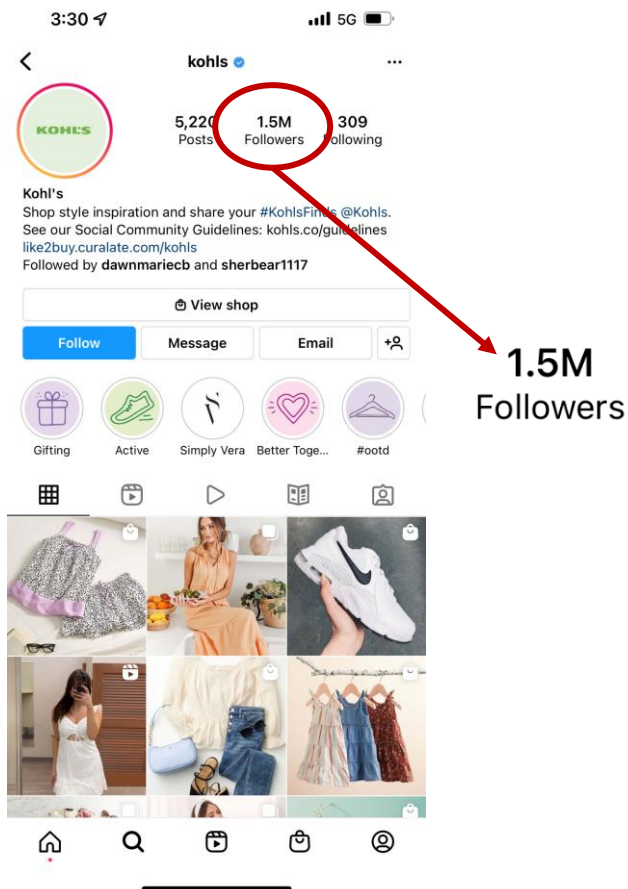 3:30
5G
kohls
KOHL'S
5,220 1.5M 309
Posts Followers Following
Kohl's
Shop style inspiration and share your #KohlsFinds @Kohls.
See our Social Community Guidelines: kohls.co/guidelines
like2buy.curalate.com/kohls
Followed by dawnmariecb and sherbear1117
View shop
Follow Message Email
1.5M
Followers
Gifting Active Simply Vera Better Toge... #ootd